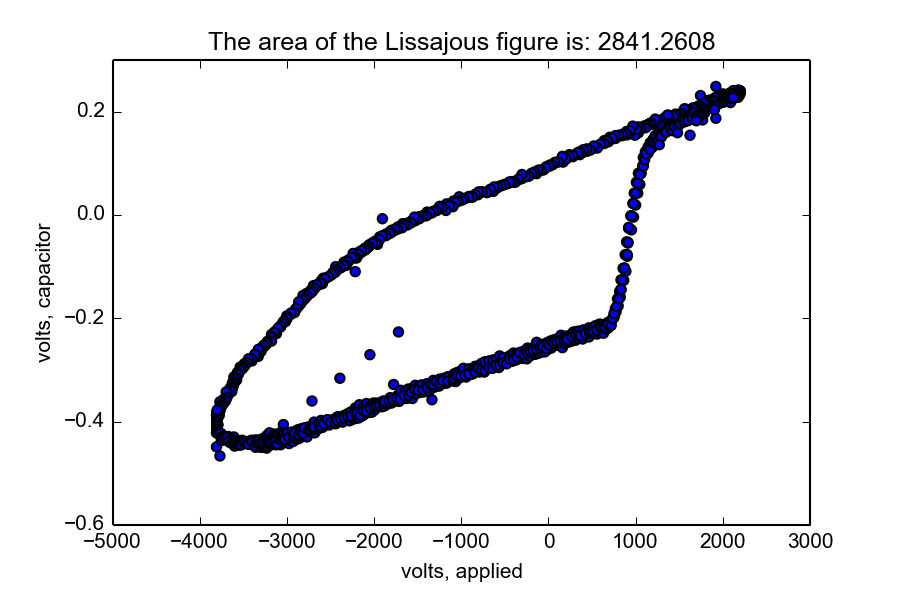 The area of the Lissajous figure is: 2841.2608
0.2
0.0
−0.2
−0.4
−0.6
volts, capacitor
−5000 −4000 −3000 −2000 −1000 0 1000 2000 3000
volts, applied